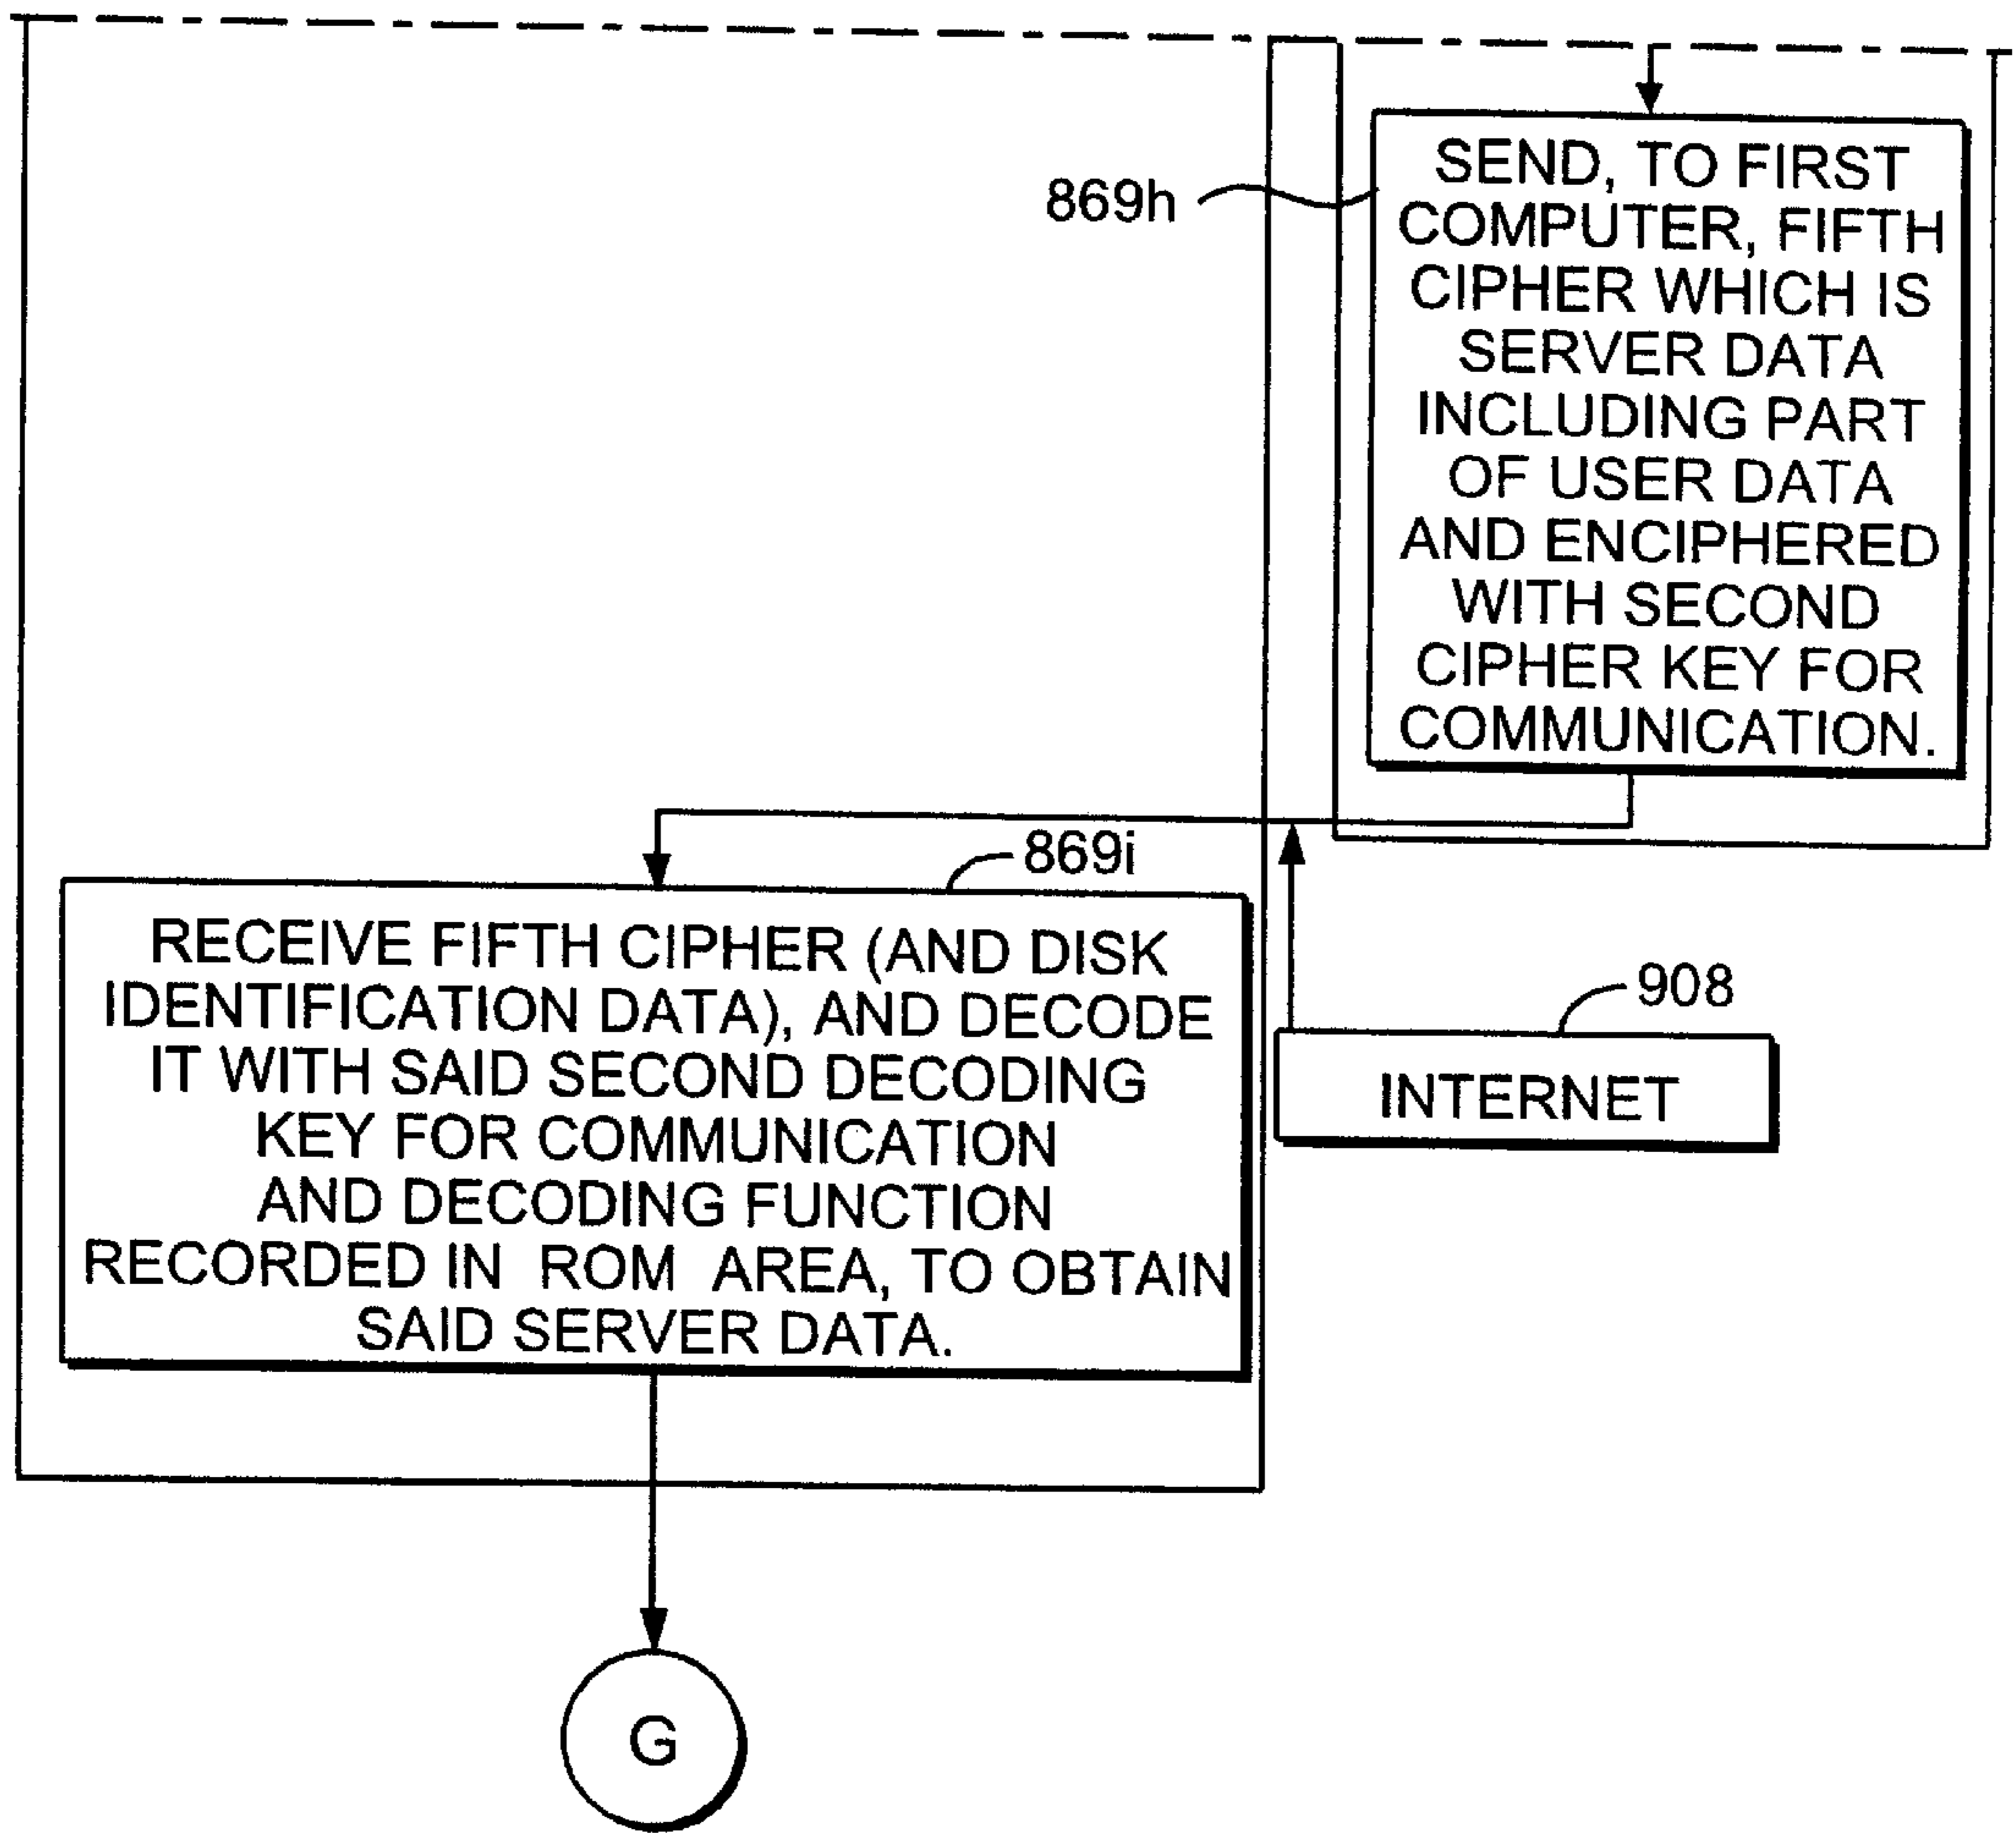 869h
SEND, TO FIRST
COMPUTER, FIFTH
CIPHER WHICH IS
SERVER DATA
INCLUDING PART
OF USER DATA
AND ENCIPHERED
WITH SECOND
CIPHER KEY FOR
COMMUNICATION.
869i
RECEIVE FIFTH CIPHER (AND DISK
IDENTIFICATION DATA), AND DECODE
IT WITH SAID SECOND DECODING
KEY FOR COMMUNICATION
AND DECODING FUNCTION
RECORDED IN ROM AREA, TO OBTAIN
SAID SERVER DATA.
908
INTERNET
G